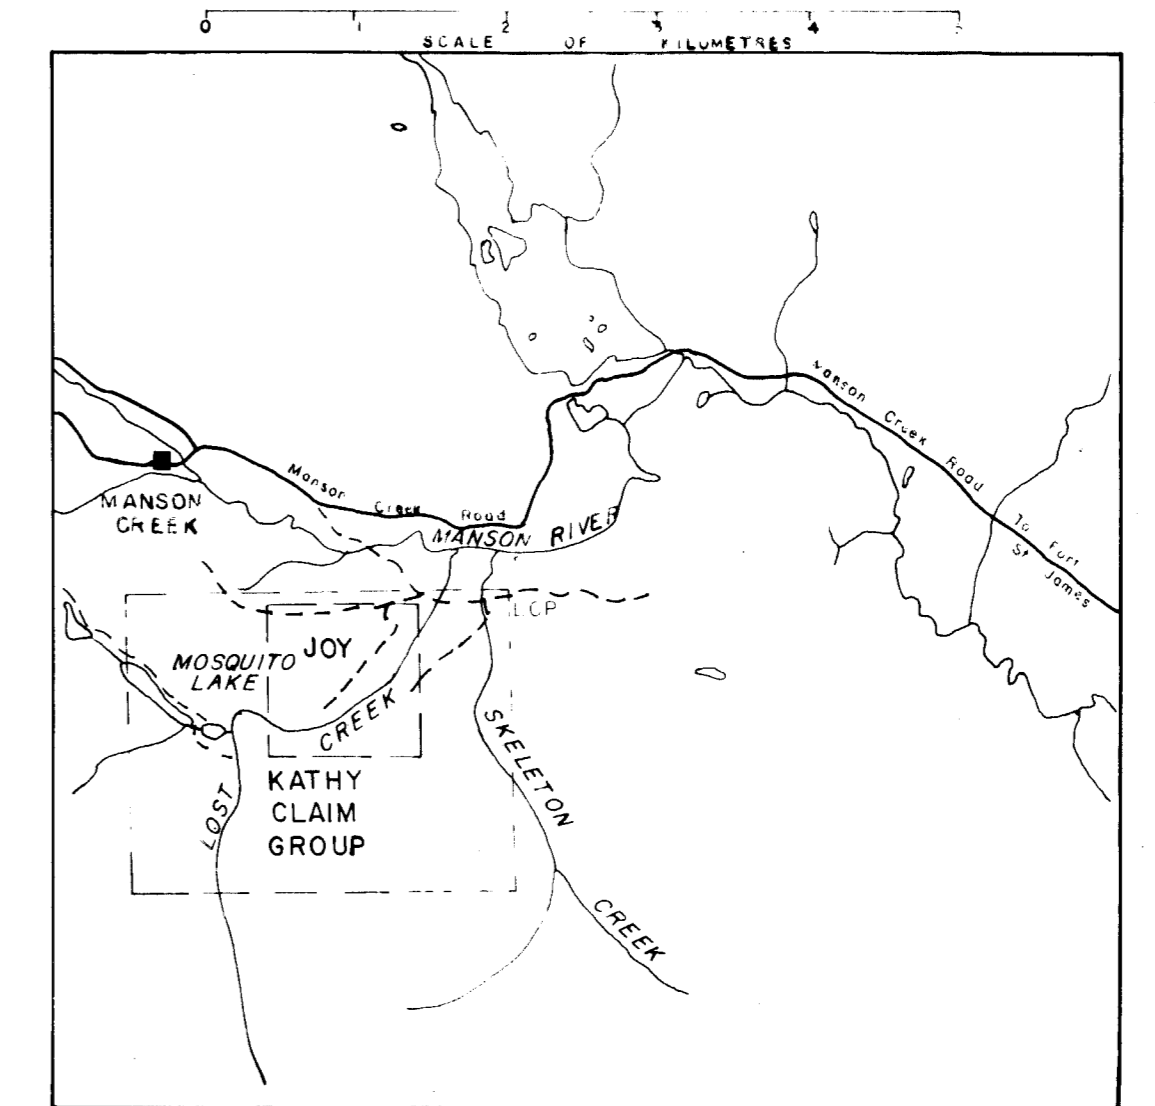 0 1 2 3 4 5
SCALE OF KILOMETRES
Manson Creek Road
To Fort
St James
Manson Creek Road
MANSON
CREEK
MANSON RIVER
LCP
JOY
MOSQUITO
LAKE
CREEK
SKELETON
KATHY
CLAIM
GROUP
LOST
CREEK